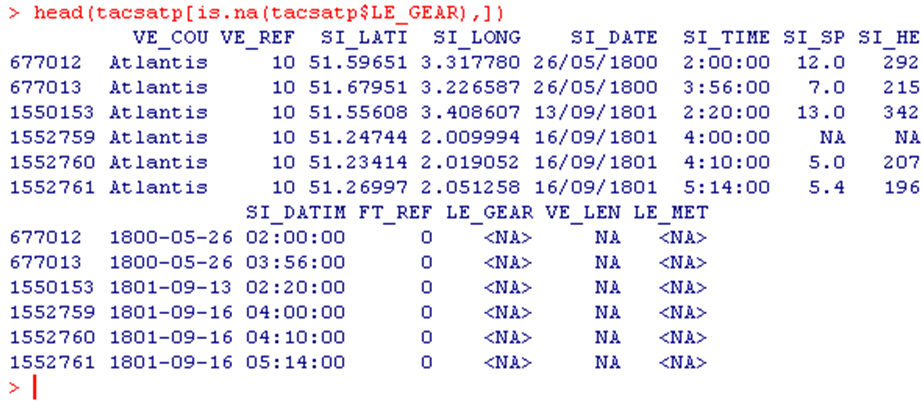 > head(tacsatp[is.na(tacsatp$LE_GEAR),])
VE_COU VE_REF SI_LATI SI_LONG SI_DATE SI_TIME SI_SP SI_HE
677012 Atlantis 10 51.59651 3.317780 26/05/1800 2:00:00 12.0 292
677013 Atlantis 10 51.67951 3.226587 26/05/1800 3:56:00 7.0 215
1550153 Atlantis 10 51.55608 3.408607 13/09/1801 2:20:00 13.0 342
1552759 Atlantis 10 51.24744 2.009994 16/09/1801 4:00:00 NA NA
1552760 Atlantis 10 51.23414 2.019052 16/09/1801 4:10:00 5.0 207
1552761 Atlantis 10 51.26997 2.051258 16/09/1801 5:14:00 5.4 196
SI_DATIM FT_REF LE_GEAR VE_LEN LE_MET
677012 1800-05-26 02:00:00 0 <NA> NA <NA>
677013 1800-05-26 03:56:00 0 <NA> NA <NA>
1550153 1801-09-13 02:20:00 0 <NA> NA <NA>
1552759 1801-09-16 04:00:00 0 <NA> NA <NA>
1552760 1801-09-16 04:10:00 0 <NA> NA <NA>
1552761 1801-09-16 05:14:00 0 <NA> NA <NA>
>